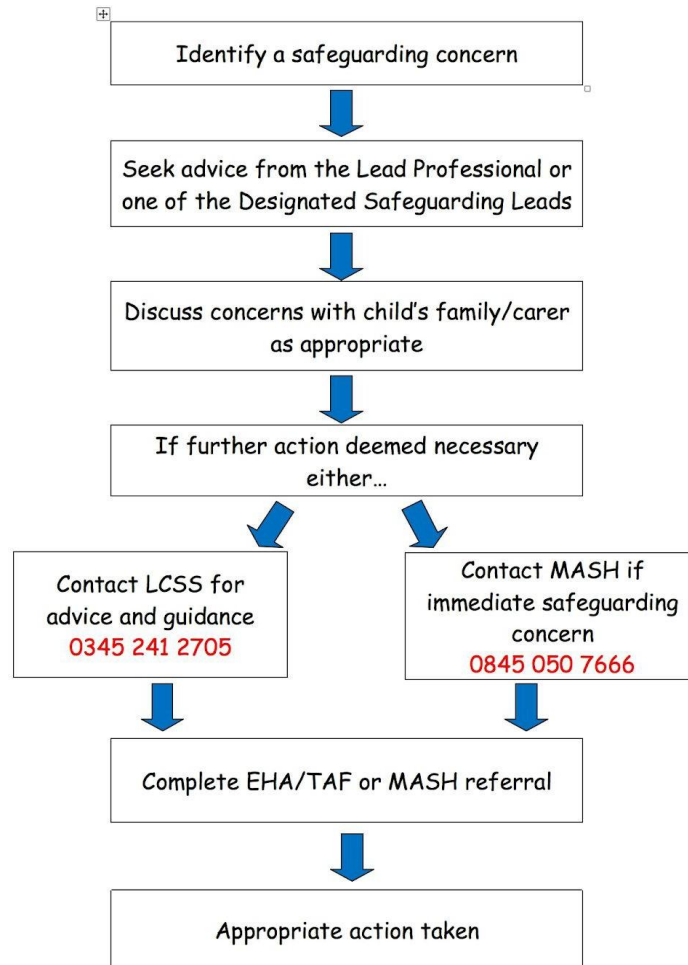 Identify a safeguarding concern
Seek advice from the Lead Professional or
one of the Designated Safeguarding Leads
Discuss concerns with child's family/carer
as appropriate
If further action deemed necessary
either…
Contact LCSS for
advice and guidance
0345 241 2705
Contact MASH if
immediate safeguarding
concern
0845 050 7666
Complete EHA/TAF or MASH referral
Appropriate action taken